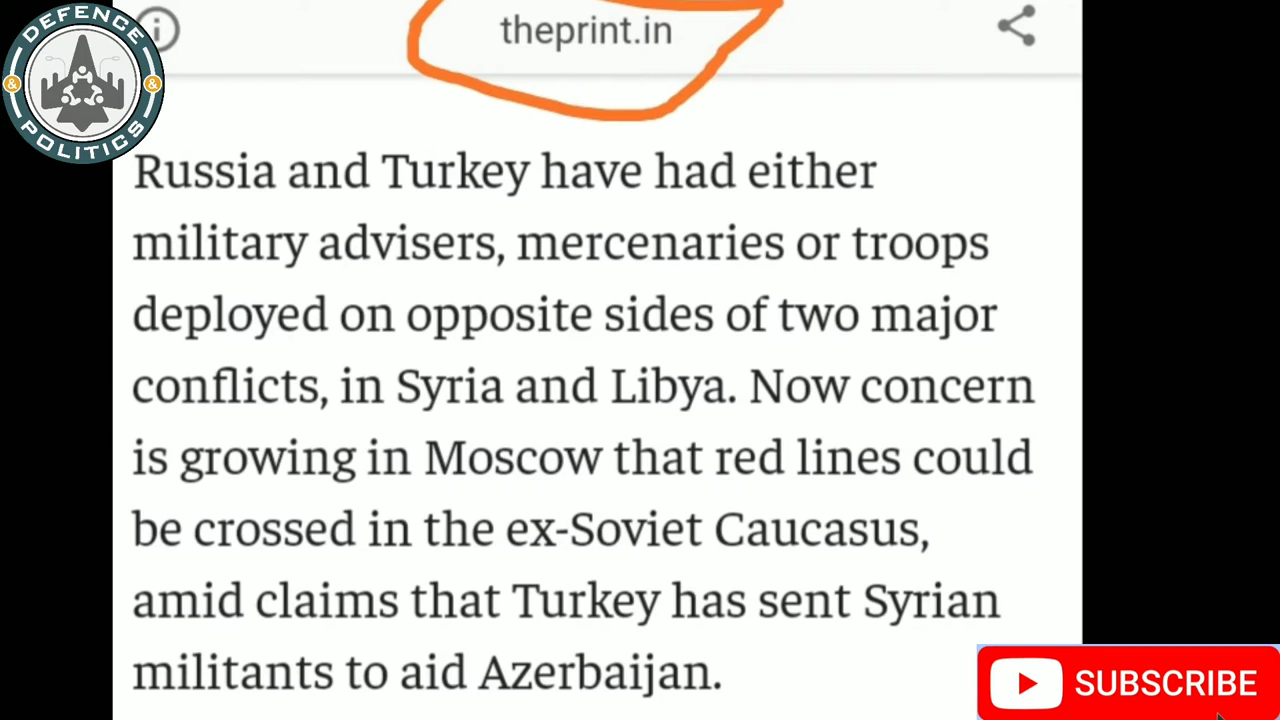 DEFENCE
&
&
POLITICS
i
theprint.in
Russia and Turkey have had either
military advisers, mercenaries or troops
deployed on opposite sides of two major
conflicts, in Syria and Libya. Now concern
is growing in Moscow that red lines could
be crossed in the ex-Soviet Caucasus,
amid claims that Turkey has sent Syrian
militants to aid Azerbaijan.
SUBSCRIBE